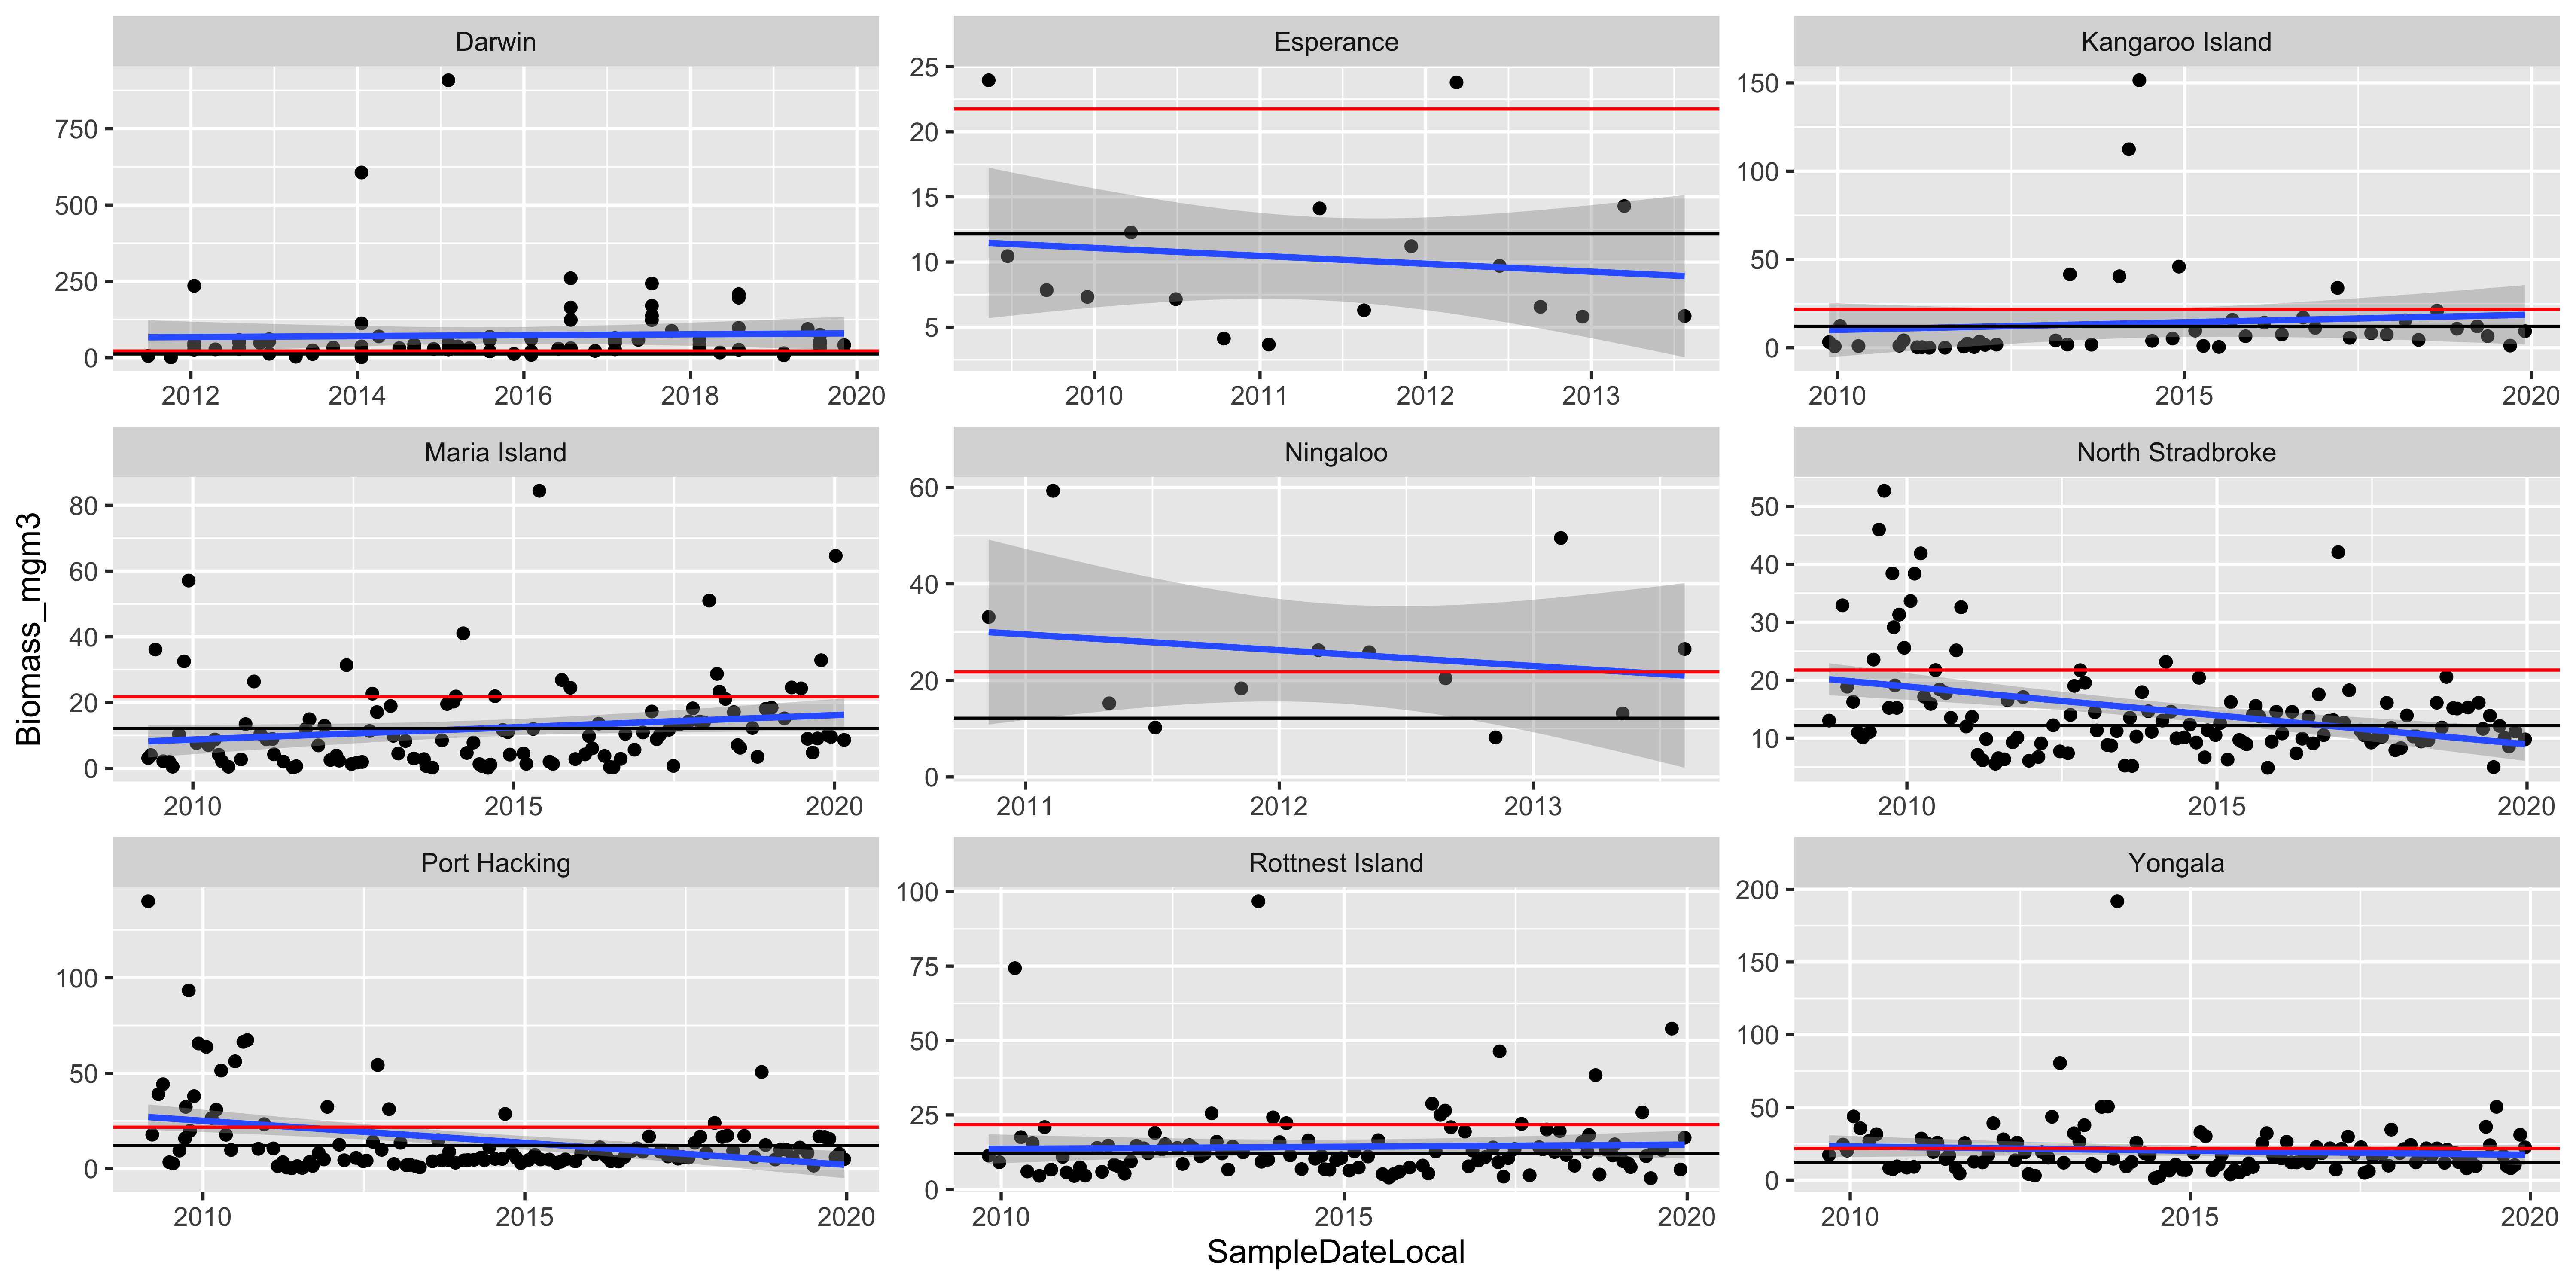 Darwin Esperance Kangaroo Island
750
500
250
0
2012 2014 2016 2018 2020
25
20
15
10
5
2010 2011 2012 2013
150
100
50
0
2010 2015 2020
Maria Island Ningaloo North Stradbroke
Biomass_mgm3
80
60
40
20
0
2010 2015 2020
60
40
20
0
2011 2012 2013
50
40
30
20
10
2010 2015 2020
Port Hacking Rottnest Island Yongala
100
50
0
2010 2015 2020
100
75
50
25
0
2010 2015 2020
200
150
100
50
0
2010 2015 2020
SampleDateLocal